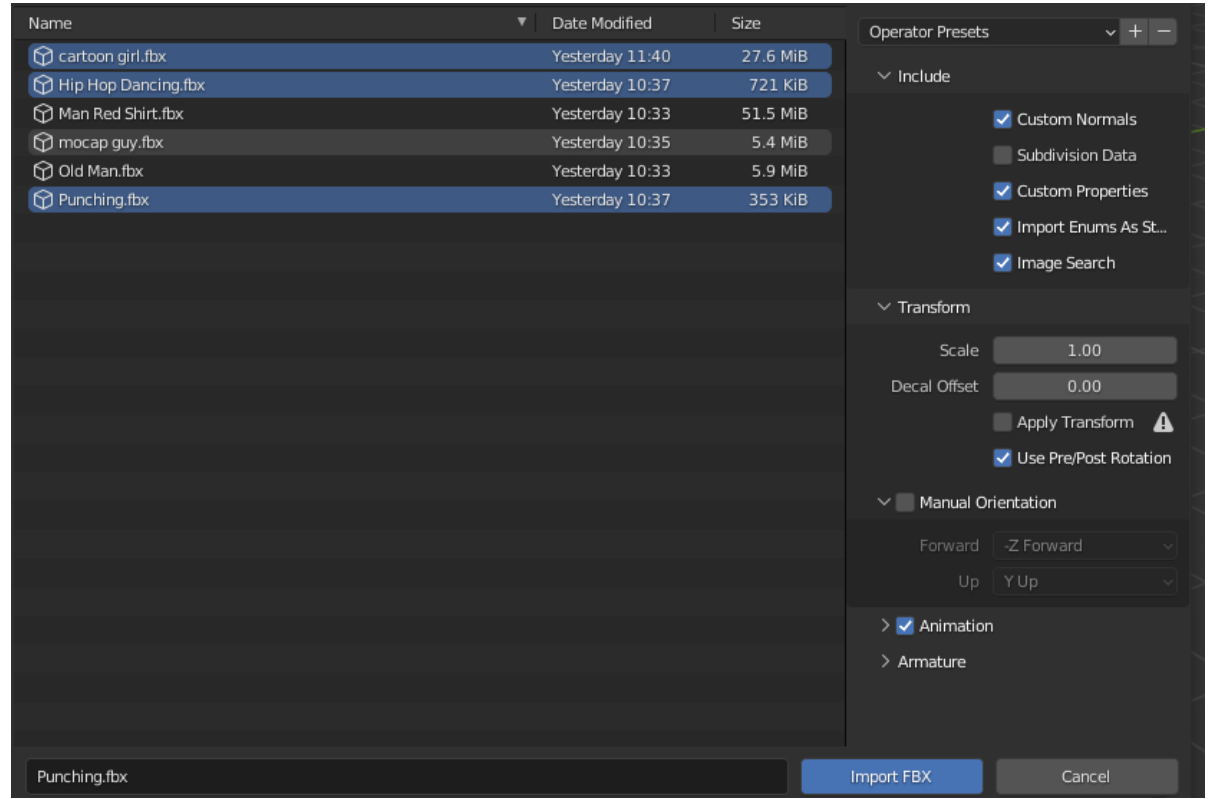 Name Date Modified Size
cartoon girl.fbx Yesterday 11:40 27.6 MiB
Hip Hop Dancing.fbx Yesterday 10:37 721 KiB
Man Red Shirt.fbx Yesterday 10:33 51.5 MiB
mocap guy.fbx Yesterday 10:35 5.4 MiB
Old Man.fbx Yesterday 10:33 5.9 MiB
Punching.fbx Yesterday 10:37 353 KiB
Operator Presets
Include
Custom Normals
Subdivision Data
Custom Properties
Import Enums As St...
Image Search
Transform
Scale 1.00
Decal Offset 0.00
Apply Transform
Use Pre/Post Rotation
Manual Orientation
Forward -Z Forward
Up Y Up
Animation
Armature
Punching.fbx
Import FBX Cancel